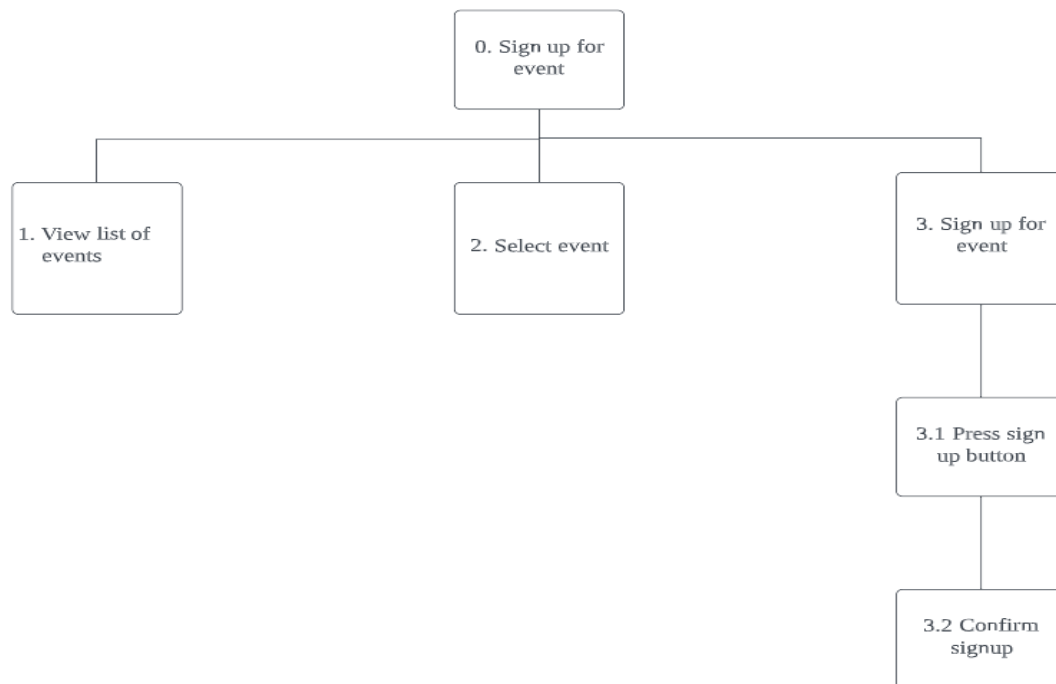 0. Sign up for
event
1. View list of
events
2. Select event
3. Sign up for
event
3.1 Press sign
up button
3.2 Confirm
signup